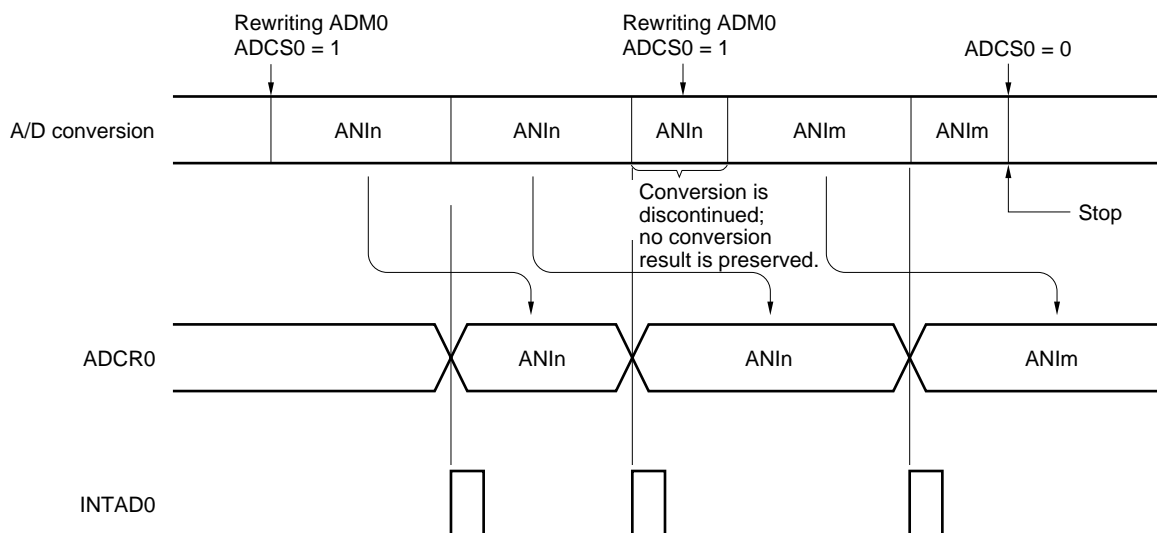 Rewriting ADM0
ADCS0 = 1
Rewriting ADM0
ADCS0 = 1
ADCS0 = 0
A/D conversion
ANIn
ANIn
ANIn
ANIm
ANIm
Conversion is
discontinued;
no conversion
result is preserved.
Stop
ADCR0
ANIn
ANIn
ANIm
INTAD0